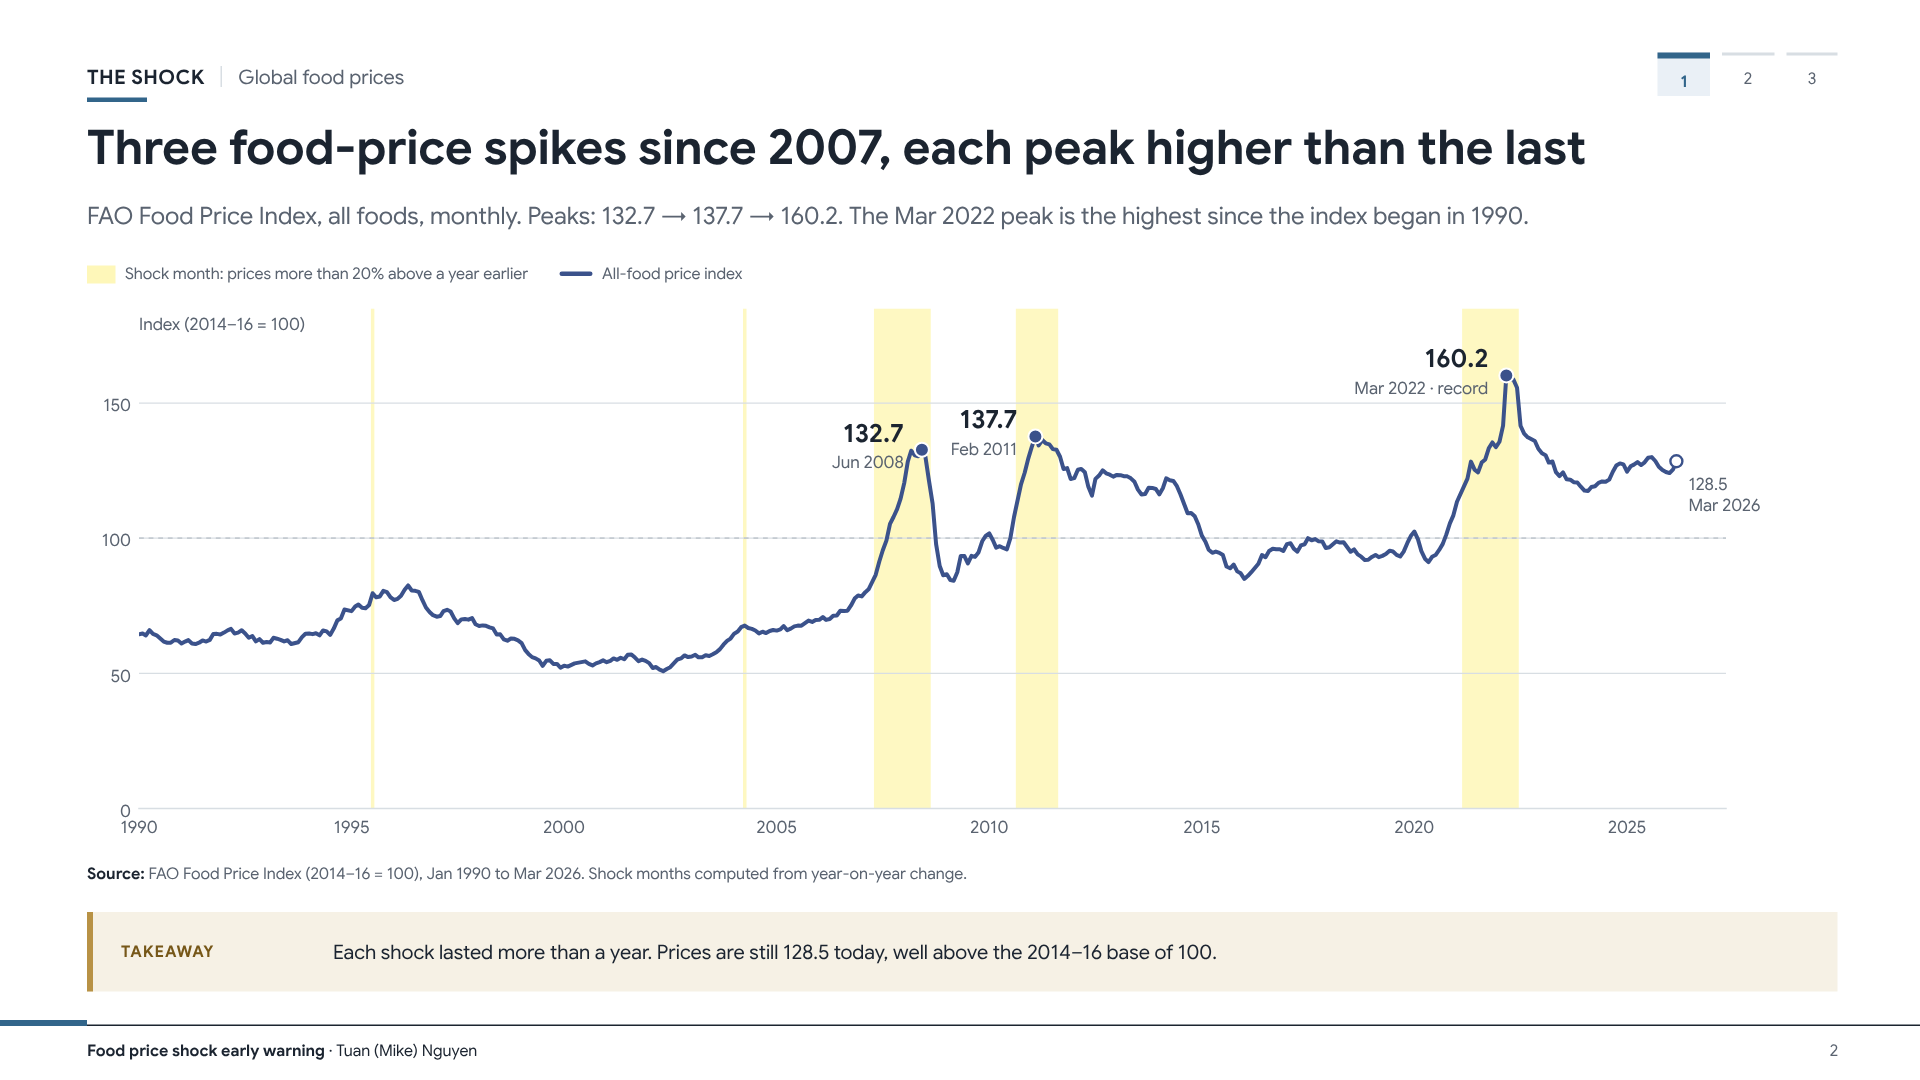 THE SHOCK | Global food prices
1 2 3
Three food-price spikes since 2007, each peak higher than the last
FAO Food Price Index, all foods, monthly. Peaks: 132.7 → 137.7 → 160.2. The Mar 2022 peak is the highest since the index began in 1990.
Shock month: prices more than 20% above a year earlier
All-food price index
Index (2014–16 = 100)
160.2
Mar 2022 · record
150
137.7
Feb 2011
132.7
Jun 2008
128.5
Mar 2026
100
50
0
1990 1995 2000 2005 2010 2015 2020 2025
Source: FAO Food Price Index (2014–16 = 100), Jan 1990 to Mar 2026. Shock months computed from year-on-year change.
TAKEAWAY
Each shock lasted more than a year. Prices are still 128.5 today, well above the 2014–16 base of 100.
Food price shock early warning · Tuan (Mike) Nguyen
2